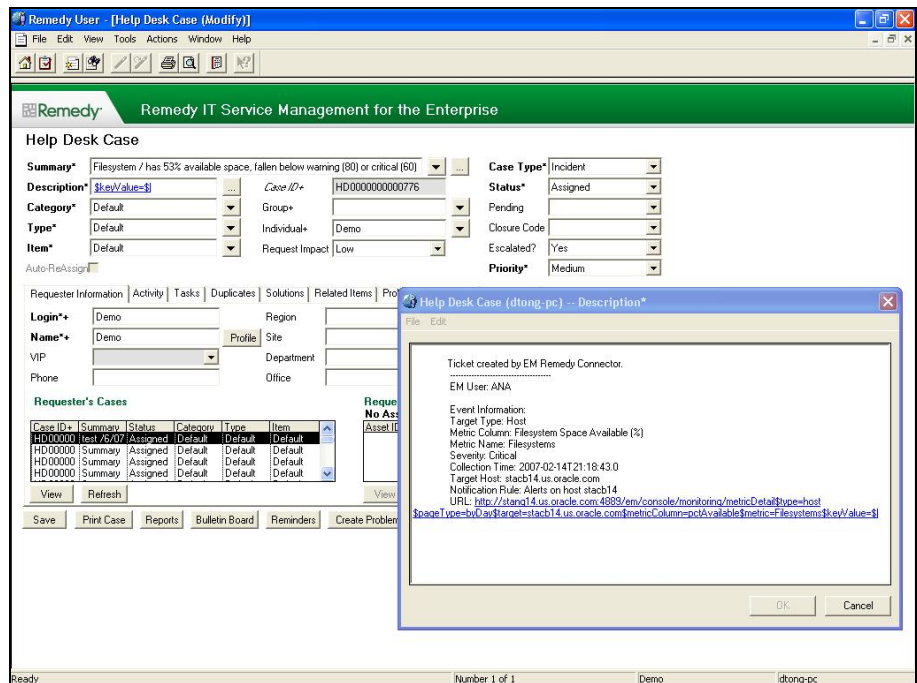 Remedy User - [Help Desk Case (Modify)]
File Edit View Tools Actions Window Help
Remedy Remedy IT Service Management for the Enterprise
Help Desk Case
Summary* Filesystem / has 53% available space, fallen below warning (80) or critical (60) ... Case Type* Incident
Description* $keyValue=$| ... Case ID+ HD0000000000776 Status* Assigned
Category* Default Group+ Pending
Type* Default Individual+ Demo Closure Code
Item* Default Request Impact Low Escalated? Yes
Auto-ReAssign Priority* Medium
Requester Information Activity Tasks Duplicates Solutions Related Items
Login*+ Demo Region
Name*+ Demo Profile Site
VIP Department
Phone Office
Requester's Cases
No
Case ID+ Summary Status Category Type Item Asset ID
HD00000 test /6/07 Assigned Default Default Default
HD00000 Summary Assigned Default Default Default
HD00000 Summary Assigned Default Default Default
HD00000 Summary Assigned Default Default Default
View Refresh View
Save Print Case Reports Bulletin Board Reminders Create Problem
Help Desk Case (dtong-pc) -- Description*
File Edit
Ticket created by EM Remedy Connector.
--------------------------------------
EM User: ANA
Event Information:
Target Type: Host
Metric Column: Filesystem Space Available (%)
Metric Name: Filesystems
Severity: Critical
Collection Time: 2007-02-14T21:18:43.0
Target Host: stacb14.us.oracle.com
Notification Rule: Alerts on host stacb14
URL: http://stang14.us.oracle.com:4889/em/console/monitoring/metricDetail$type=host
$pageType=byDay$target=stacb14.us.oracle.com$metricColumn=pctAvailable$metric=Filesystems$keyValue=$|
OK Cancel
Ready Number 1 of 1 Demo dtong-pc